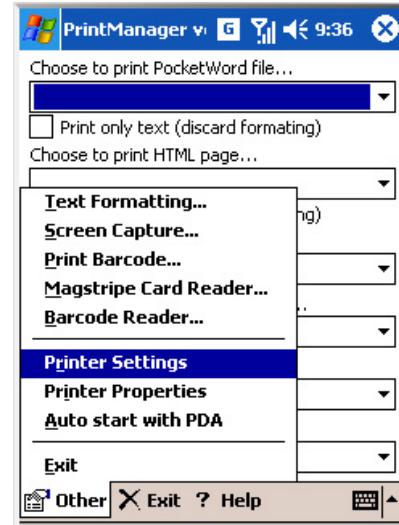 PrintManager v G 9:36
Choose to print PocketWord file...
Print only text (discard formating)
Choose to print HTML page...
Text Formatting...
ng)
Screen Capture...
Print Barcode...
Magstripe Card Reader...
Barcode Reader...
Printer Settings
Printer Properties
Auto start with PDA
Exit
Other Exit ? Help